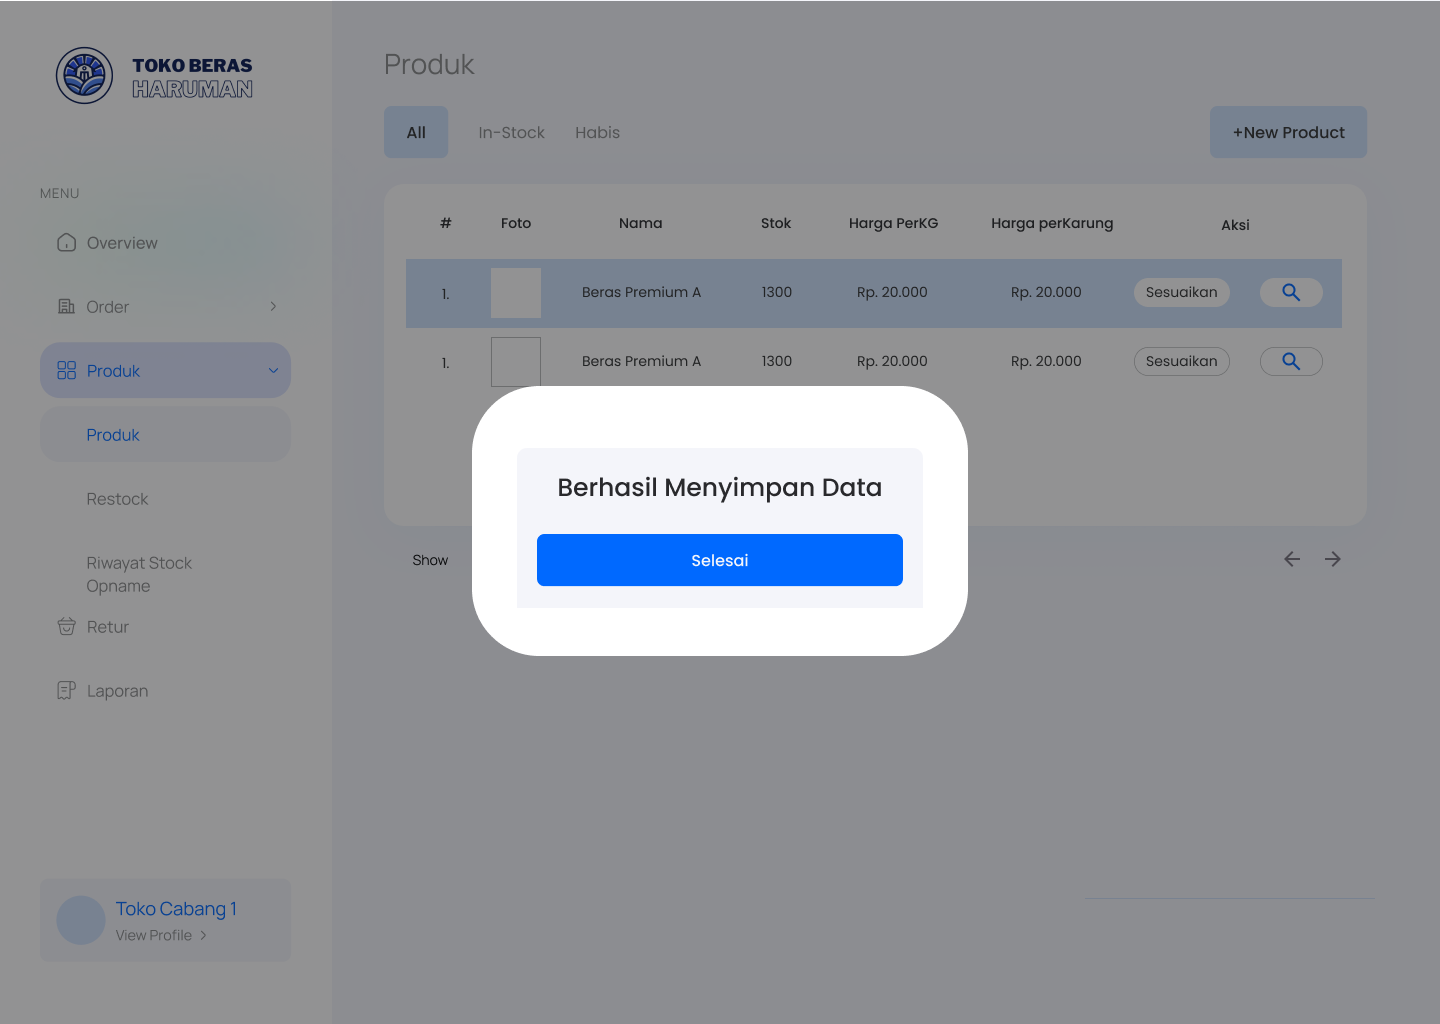 TOKO BERAS
HARUMAN
MENU
Overview
Order
Produk
Produk
Restock
Riwayat Stock
Opname
Retur
Laporan
Toko Cabang 1
View Profile
Produk
All In-Stock Habis +New Product
# Foto Nama Stok Harga PerKG Harga perKarung Aksi
1. Beras Premium A 1300 Rp. 20.000 Rp. 20.000 Sesuaikan
1. Beras Premium A 1300 Rp. 20.000 Rp. 20.000 Sesuaikan
Berhasil Menyimpan Data
Selesai
Show